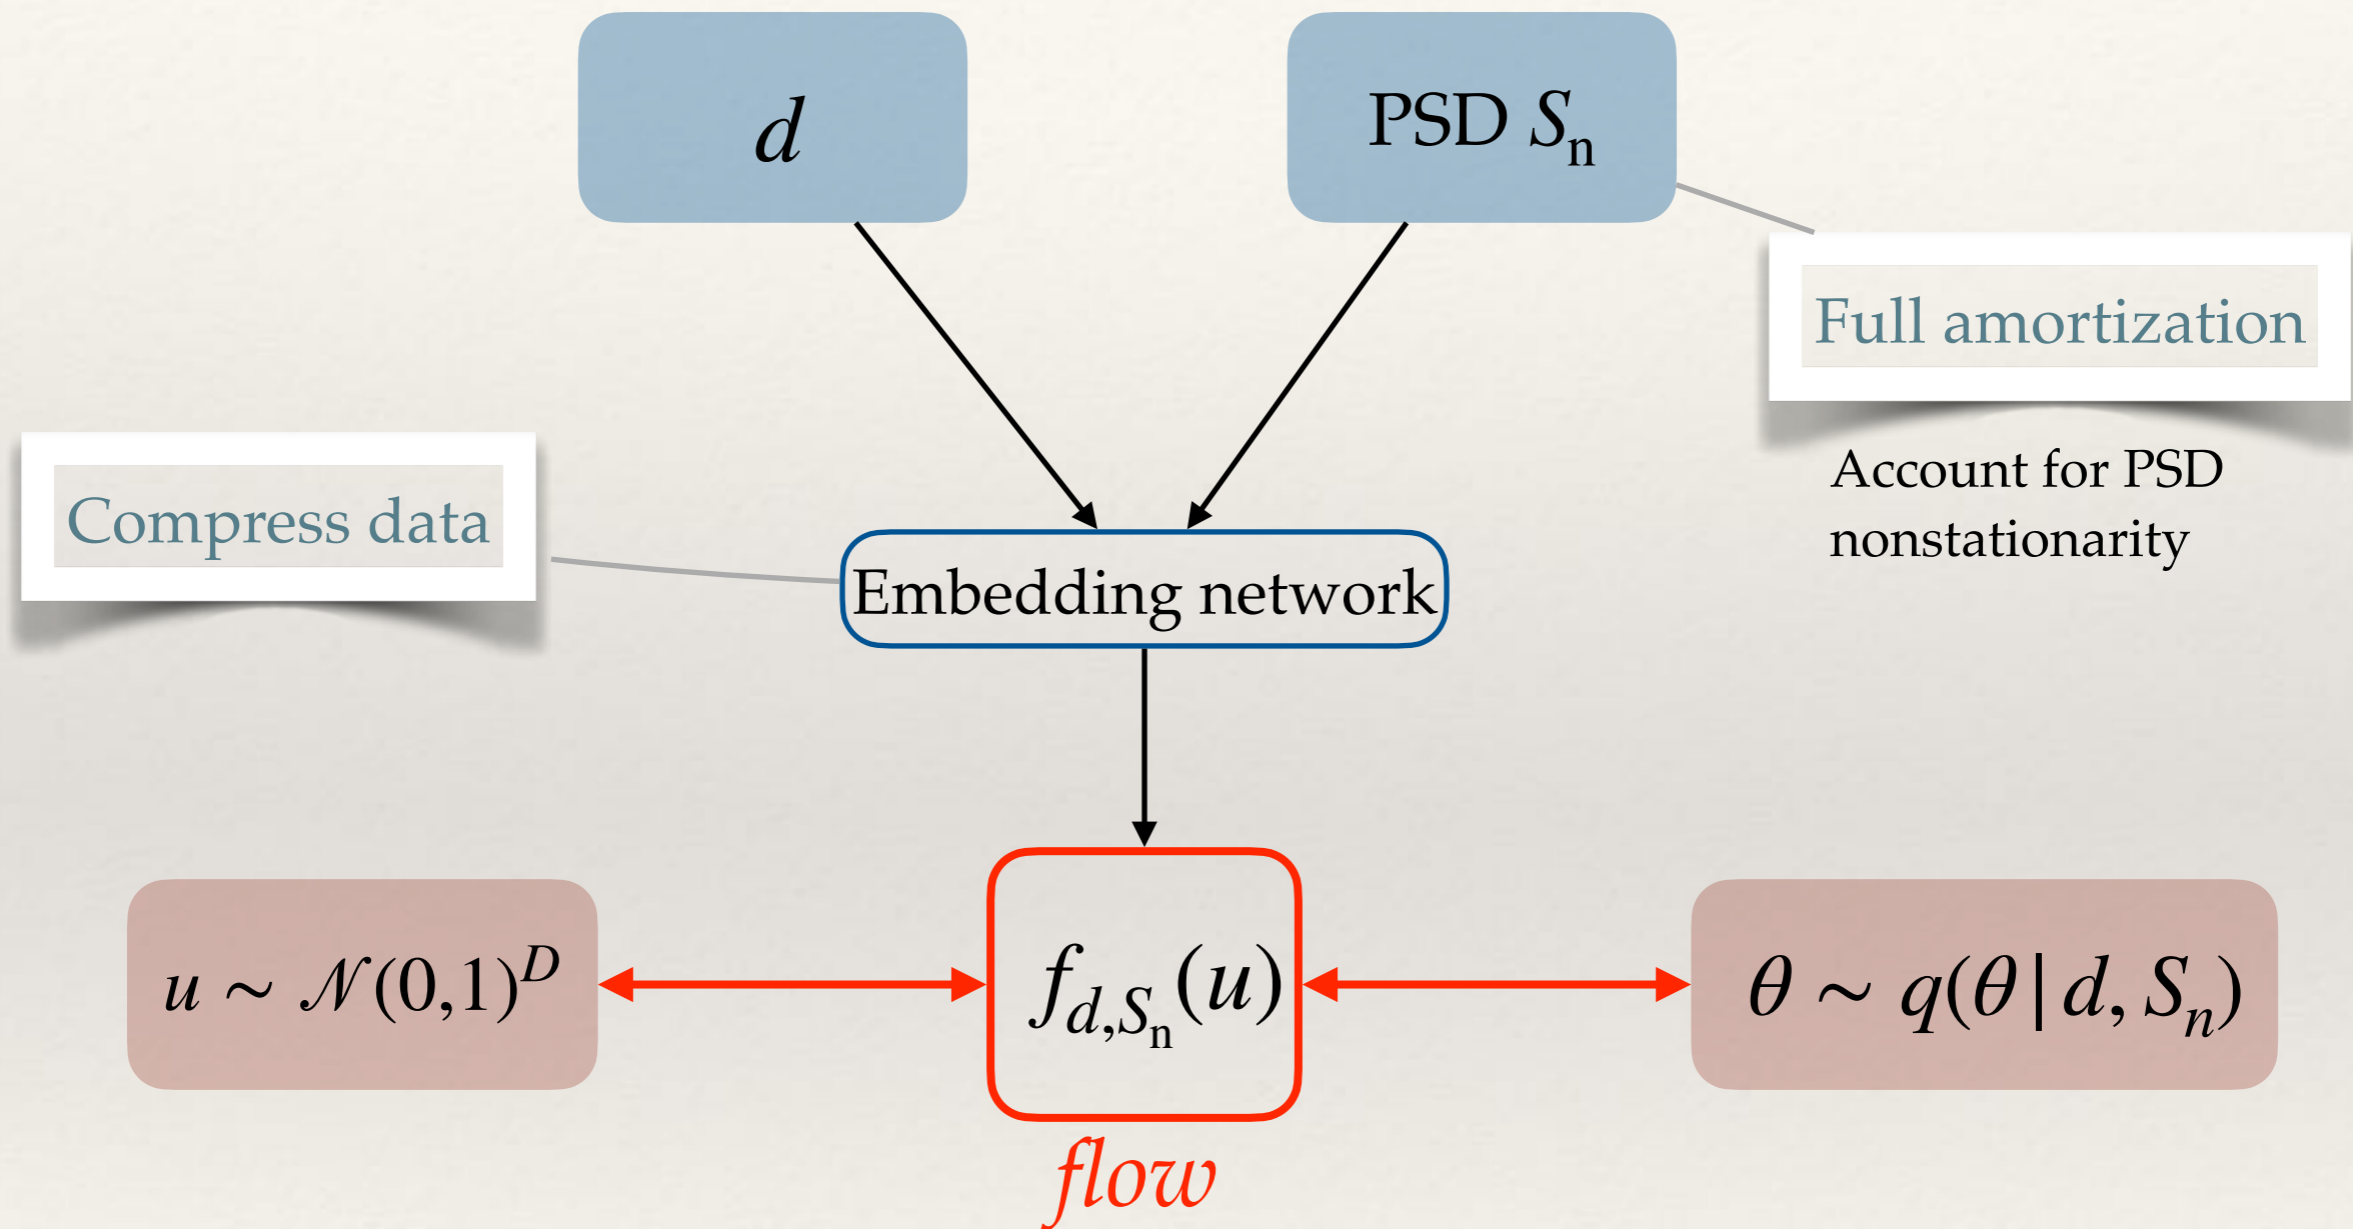 d
PSD Sₙ
Full amortization
Account for PSD
nonstationarity
Compress data
Embedding network
u ∼ 𝒩(0,1)ᴰ
f_{d,Sₙ}(u)
θ ∼ q(θ | d, Sₙ)
flow